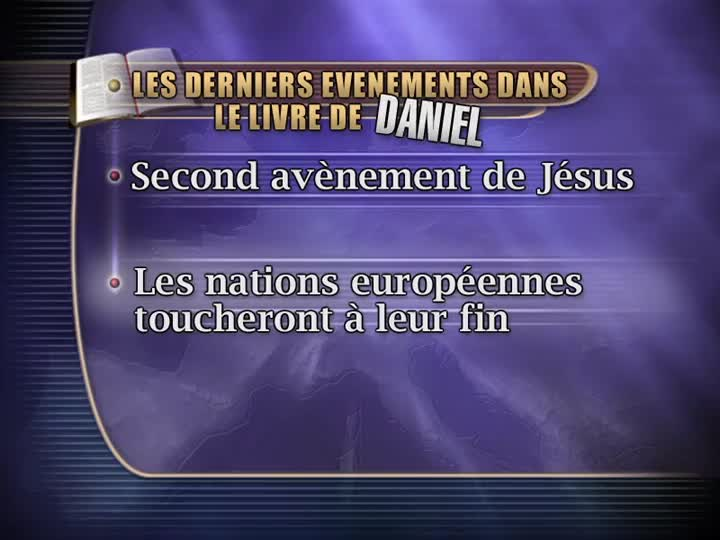 LES DERNIERS EVENEMENTS DANS
LE LIVRE DE DANIEL
Second avènement de Jésus
Les nations européennes
toucheront à leur fin